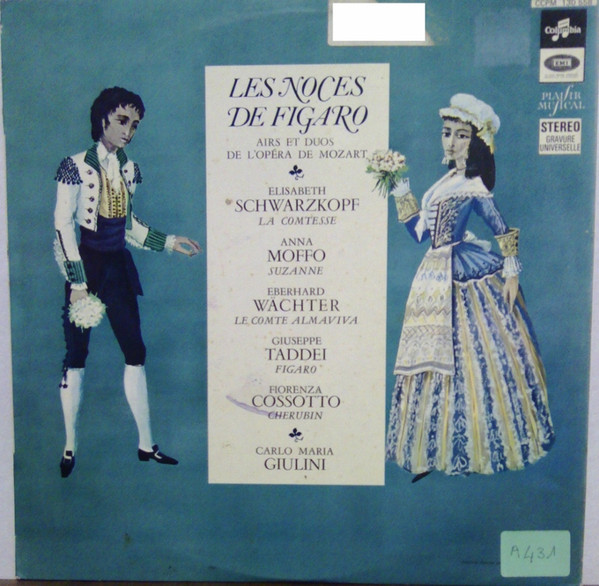 LES NOCES
DE FIGARO
AIRS ET DUOS
DE L'OPÉRA DE MOZART
ELISABETH
SCHWARZKOPF
LA COMTESSE
ANNA
MOFFO
SUZANNE
EBERHARD
WÄCHTER
LE COMTE ALMAVIVA
GIUSEPPE
TADDEI
FIGARO
FIORENZA
COSSOTTO
CHERUBIN
CARLO MARIA
GIULINI
Columbia
EMI
PLAISIR
MUSICAL
STEREO
GRAVURE
UNIVERSELLE
A431